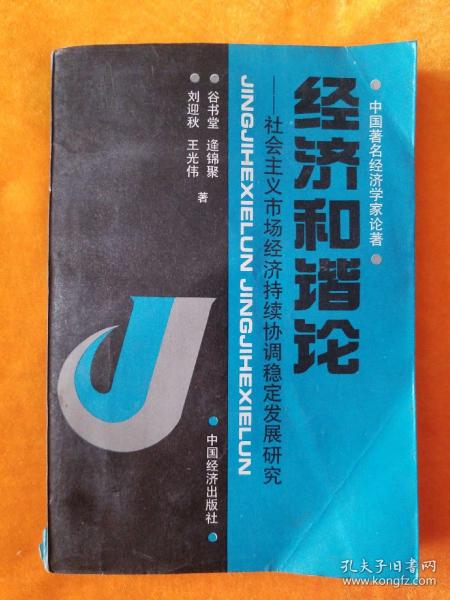 中国著名经济学家论著
经济和谐论
——社会主义市场经济持续协调稳定发展研究
JINGJIHEXIELUN JINGJIHEXIELUN
谷书堂 逄锦聚
刘迎秋 王光伟
著
中国经济出版社
孔夫子旧书网
www.kongfz.com